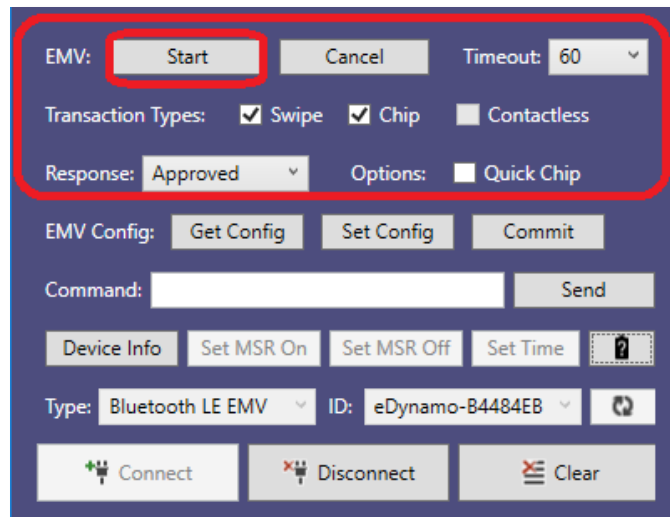 EMV: Start Cancel Timeout: 60
Transaction Types: Swipe Chip Contactless
Response: Approved Options: Quick Chip
EMV Config: Get Config Set Config Commit
Command: Send
Device Info Set MSR On Set MSR Off Set Time ?
Type: Bluetooth LE EMV ID: eDynamo-B4484EB
Connect Disconnect Clear